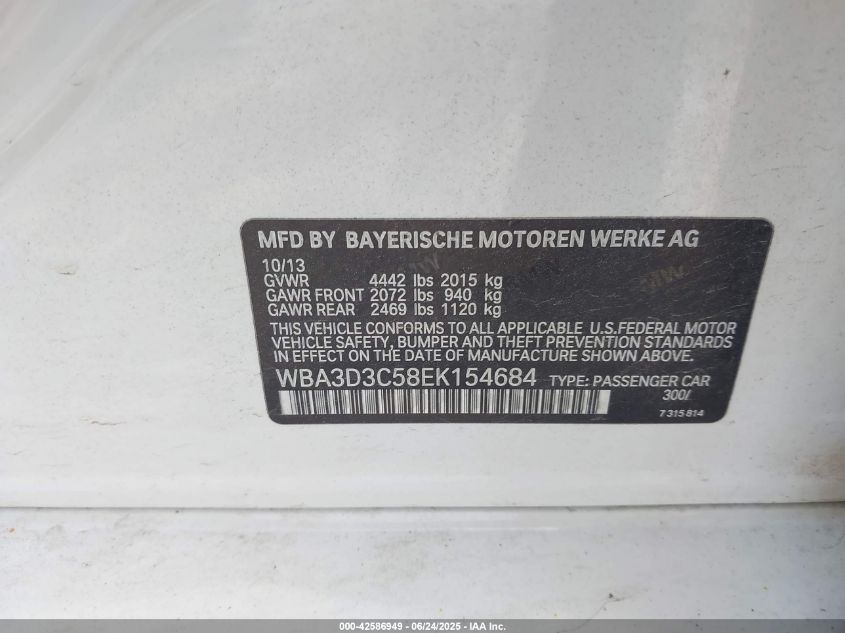 MFD BY BAYERISCHE MOTOREN WERKE AG
10/13
GVWR 4442 lbs 2015 kg
GAWR FRONT 2072 lbs 940 kg
GAWR REAR 2469 lbs 1120 kg
THIS VEHICLE CONFORMS TO ALL APPLICABLE U.S.FEDERAL MOTOR
VEHICLE SAFETY, BUMPER AND THEFT PREVENTION STANDARDS
IN EFFECT ON THE DATE OF MANUFACTURE SHOWN ABOVE.
WBA3D3C58EK154684 TYPE: PASSENGER CAR
300/
7 315 814
000-42586949 - 06/24/2025 - IAA Inc.